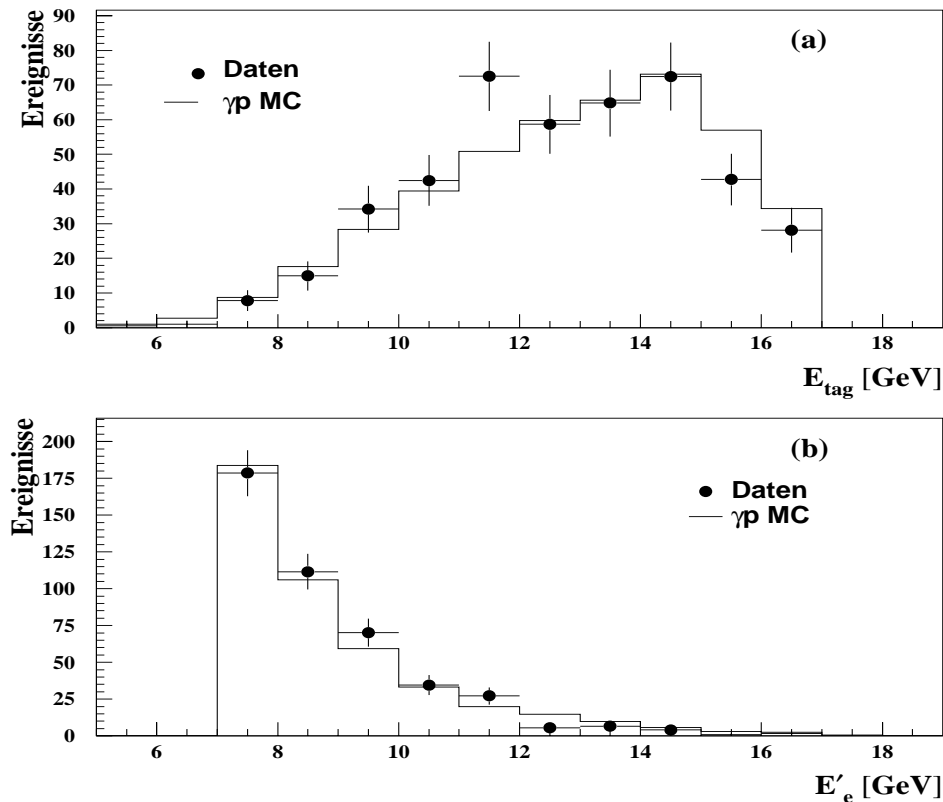 Ereignisse
90
80
70
60
50
40
30
20
10
0
(a)
Daten
γp MC
6 8 10 12 14 16 18
E_tag [GeV]
Ereignisse
200
175
150
125
100
75
50
25
0
(b)
Daten
γp MC
6 8 10 12 14 16 18
E′_e [GeV]